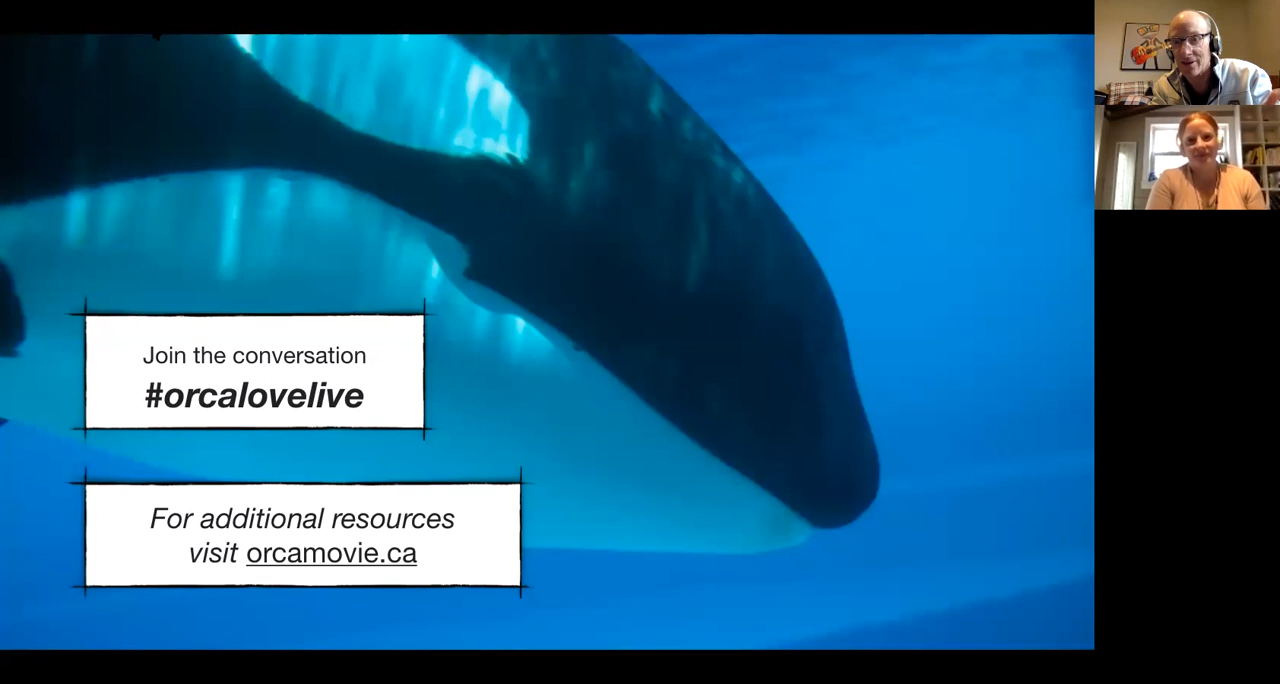 Join the conversation
#orcalovelive
For additional resources
visit orcamovie.ca